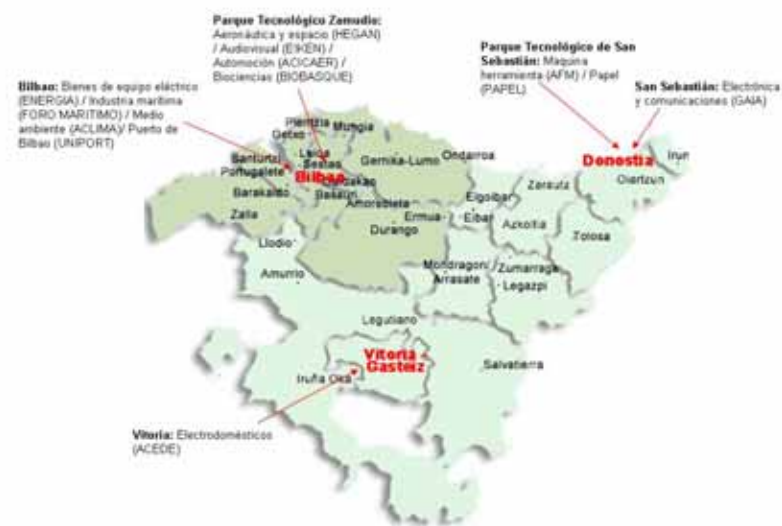 Parque Tecnológico Zamudio:
Aeronáutica y espacio (HEGAN)
/ Audiovisual (EIKEN) /
Automoción (ACICAER) /
Biociencias (BIOBASQUE)
Parque Tecnológico de San
Sebastián: Maquina
herramienta (AFM) / Papel
(PAPEL)
San Sebastián: Electrónica
y comunicaciones (GAIA)
Bilbao: Bienes de equipo eléctrico
(ENERGIA) / Industria marítima
(FORO MARITIMO) / Medio
ambiente (ACLIMA)/ Puerto de
Bilbao (UNIPORT)
Plentzia
Mungia
Getxo
Leioa
Sestao
Santurtzi
Portugalete
Bilbao
Gernika-Lumo
Ondarroa
Donostia
Irun
Oiartzun
Barakaldo
Basauri
Amorebieta
Zalla
Ermua
Elgoibar
Eibar
Zarautz
Azkoitia
Durango
Tolosa
Llodio
Amurrio
Mondragon/
Arrasate
Zumarraga
Legazpi
Legutiano
Vitoria -
Gasteiz
Salvatierra
Iruña Oka
Vitoria: Electrodomésticos
(ACEDE)